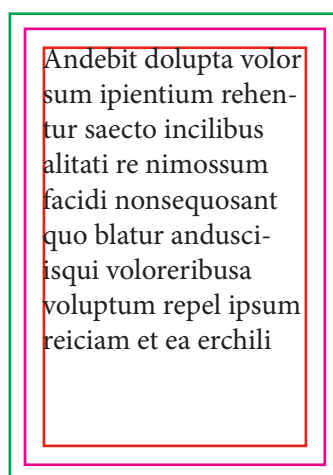 Andebit dolupta volor
sum ipientium rehen-
tur saecto incilibus
alitati re nimossum
facidi nonsequosant
quo blatur andusci-
isqui voloreribusa
voluptum repel ipsum
reiciam et ea erchili